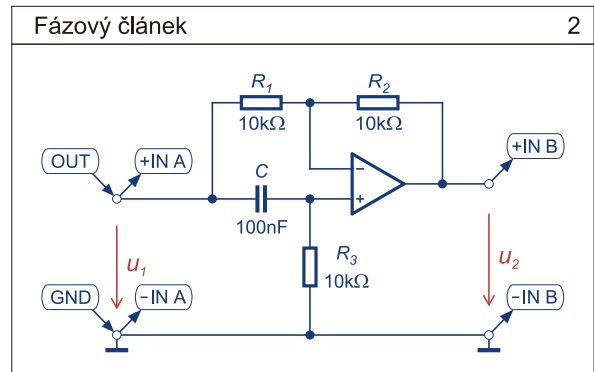 Fázový článek 2
R1 R2
10kΩ 10kΩ
OUT +IN A +IN B
C
100nF
− +
R3
10kΩ
u1 u2
GND −IN A −IN B